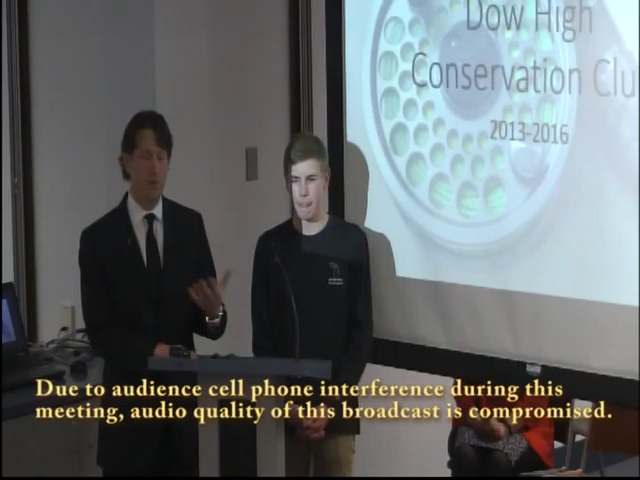 Dow High
Conservation Clu
2013-2016
Due to audience cell phone interference during this
meeting, audio quality of this broadcast is compromised.